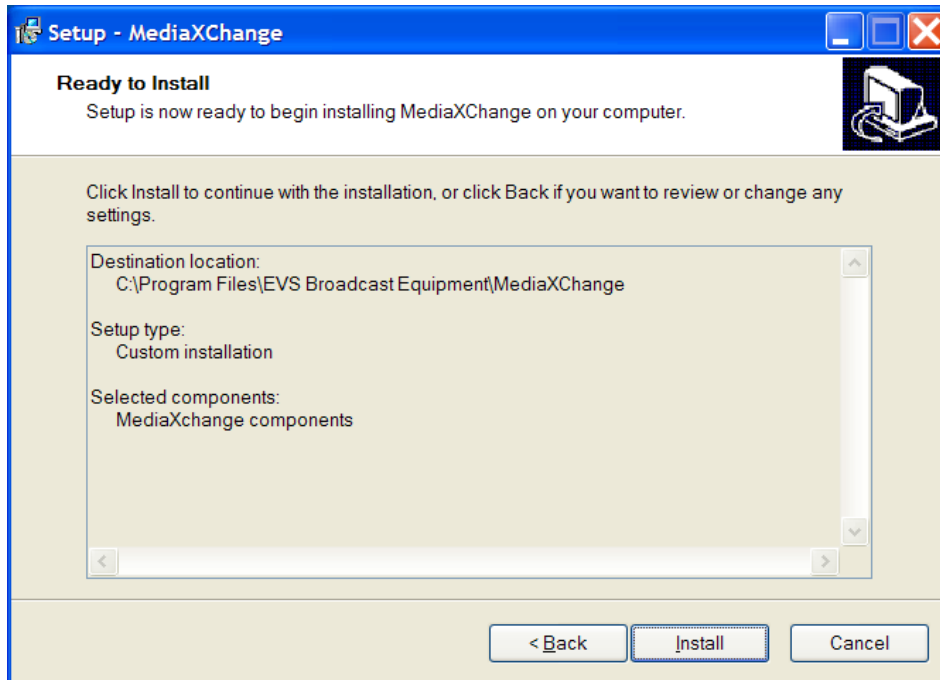 Setup - MediaXChange
Ready to Install
Setup is now ready to begin installing MediaXChange on your computer.
Click Install to continue with the installation, or click Back if you want to review or change any
settings.
Destination location:
C:\Program Files\EVS Broadcast Equipment\MediaXChange
Setup type:
Custom installation
Selected components:
MediaXchange components
< Back
Install
Cancel